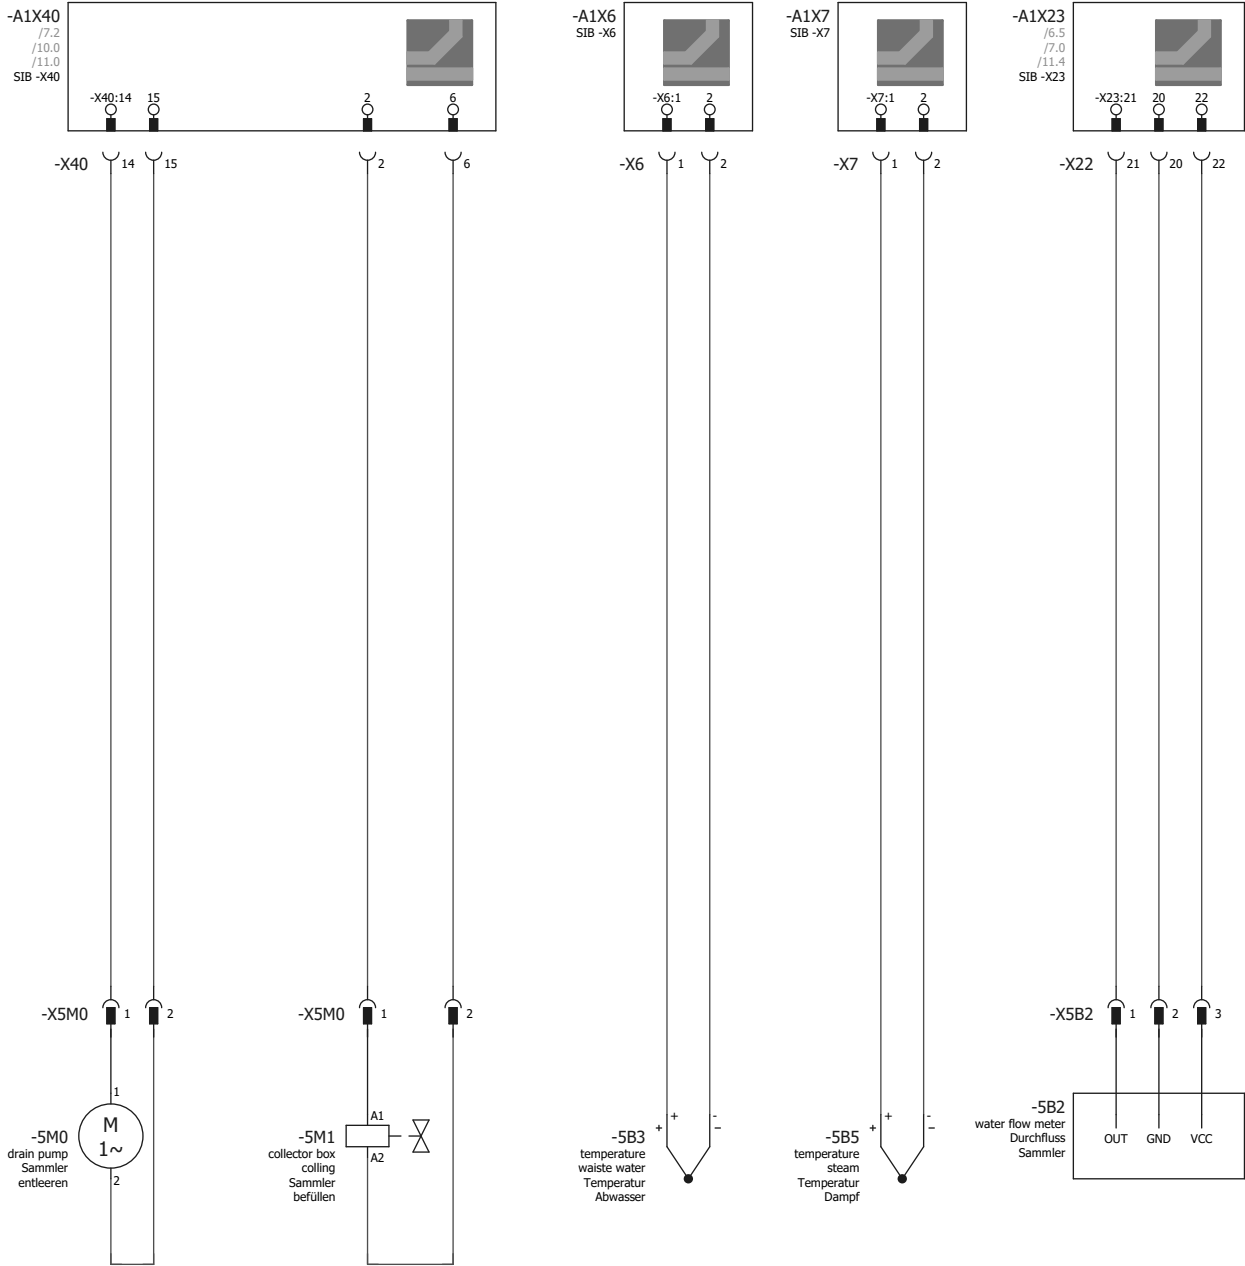 -A1X40
/7.2
/10.0
/11.0
SIB -X40
-X40:14 15 2 6
-A1X6
SIB -X6
-X6:1 2
-A1X7
SIB -X7
-X7:1 2
-A1X23
/6.5
/7.0
/11.4
SIB -X23
-X23:21 20 22
-X40 14 15 2 6
-X6 1 2
-X7 1 2
-X22 21 20 22
-X5M0 1 2
-X5M0 1 2
-X5B2 1 2 3
1
M
1~
2
-5M0
drain pump
Sammler
entleeren
A1
A2
-5M1
collector box
colling
Sammler
befüllen
+ -
+ −
-5B3
temperature
waiste water
Temperatur
Abwasser
+ -
+ −
-5B5
temperature
steam
Temperatur
Dampf
-5B2
water flow meter
Durchfluss
Sammler
OUT GND VCC